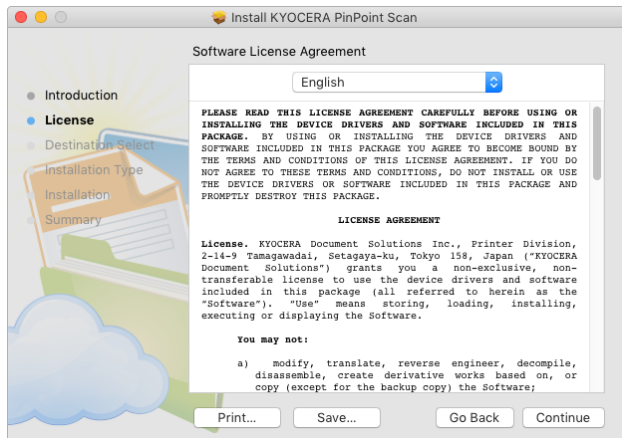 Install KYOCERA PinPoint Scan
Software License Agreement
Introduction
License
Destination Select
Installation Type
Installation
Summary
English
PLEASE READ THIS LICENSE AGREEMENT CAREFULLY BEFORE USING OR
INSTALLING THE DEVICE DRIVERS AND SOFTWARE INCLUDED IN THIS
PACKAGE. BY USING OR INSTALLING THE DEVICE DRIVERS AND
SOFTWARE INCLUDED IN THIS PACKAGE YOU AGREE TO BECOME BOUND BY
THE TERMS AND CONDITIONS OF THIS LICENSE AGREEMENT. IF YOU DO
NOT AGREE TO THESE TERMS AND CONDITIONS, DO NOT INSTALL OR USE
THE DEVICE DRIVERS OR SOFTWARE INCLUDED IN THIS PACKAGE AND
PROMPTLY DESTROY THIS PACKAGE.
LICENSE AGREEMENT
License. KYOCERA Document Solutions Inc., Printer Division,
2-14-9 Tamagawadai, Setagaya-ku, Tokyo 158, Japan ("KYOCERA
Document Solutions") grants you a non-exclusive, non-
transferable license to use the device drivers and software
included in this package (all referred to herein as the
"Software"). "Use" means storing, loading, installing,
executing or displaying the Software.
You may not:
a) modify, translate, reverse engineer, decompile,
disassemble, create derivative works based on, or
copy (except for the backup copy) the Software;
Print...
Save...
Go Back
Continue